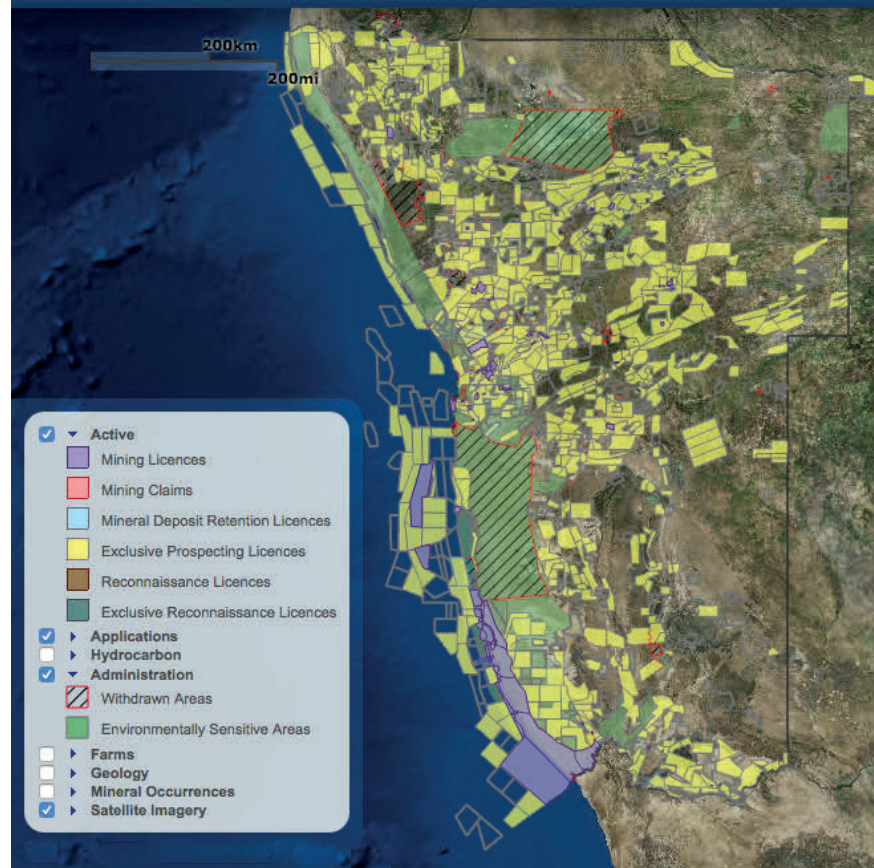 200km
200mi
Active
Mining Licences
Mining Claims
Mineral Deposit Retention Licences
Exclusive Prospecting Licences
Reconnaissance Licences
Exclusive Reconnaissance Licences
Applications
Hydrocarbon
Administration
Withdrawn Areas
Environmentally Sensitive Areas
Farms
Geology
Mineral Occurrences
Satellite Imagery